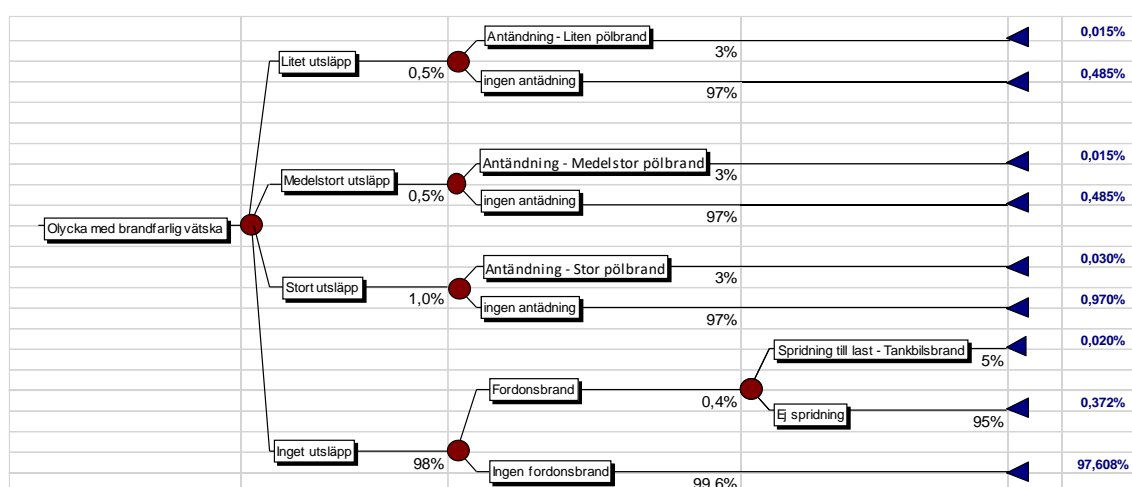 Antändning - Liten pölbrand
3%
0,015%
Litet utsläpp
0,5%
ingen antädning
97%
0,485%
Antändning - Medelstor pölbrand
3%
0,015%
Medelstort utsläpp
0,5%
ingen antädning
97%
0,485%
Olycka med brandfarlig vätska
Antändning - Stor pölbrand
3%
0,030%
Stort utsläpp
1,0%
ingen antädning
97%
0,970%
Spridning till last - Tankbilsbrand
5%
0,020%
Fordonsbrand
0,4%
Ej spridning
95%
0,372%
Inget utsläpp
98%
Ingen fordonsbrand
99,6%
97,608%